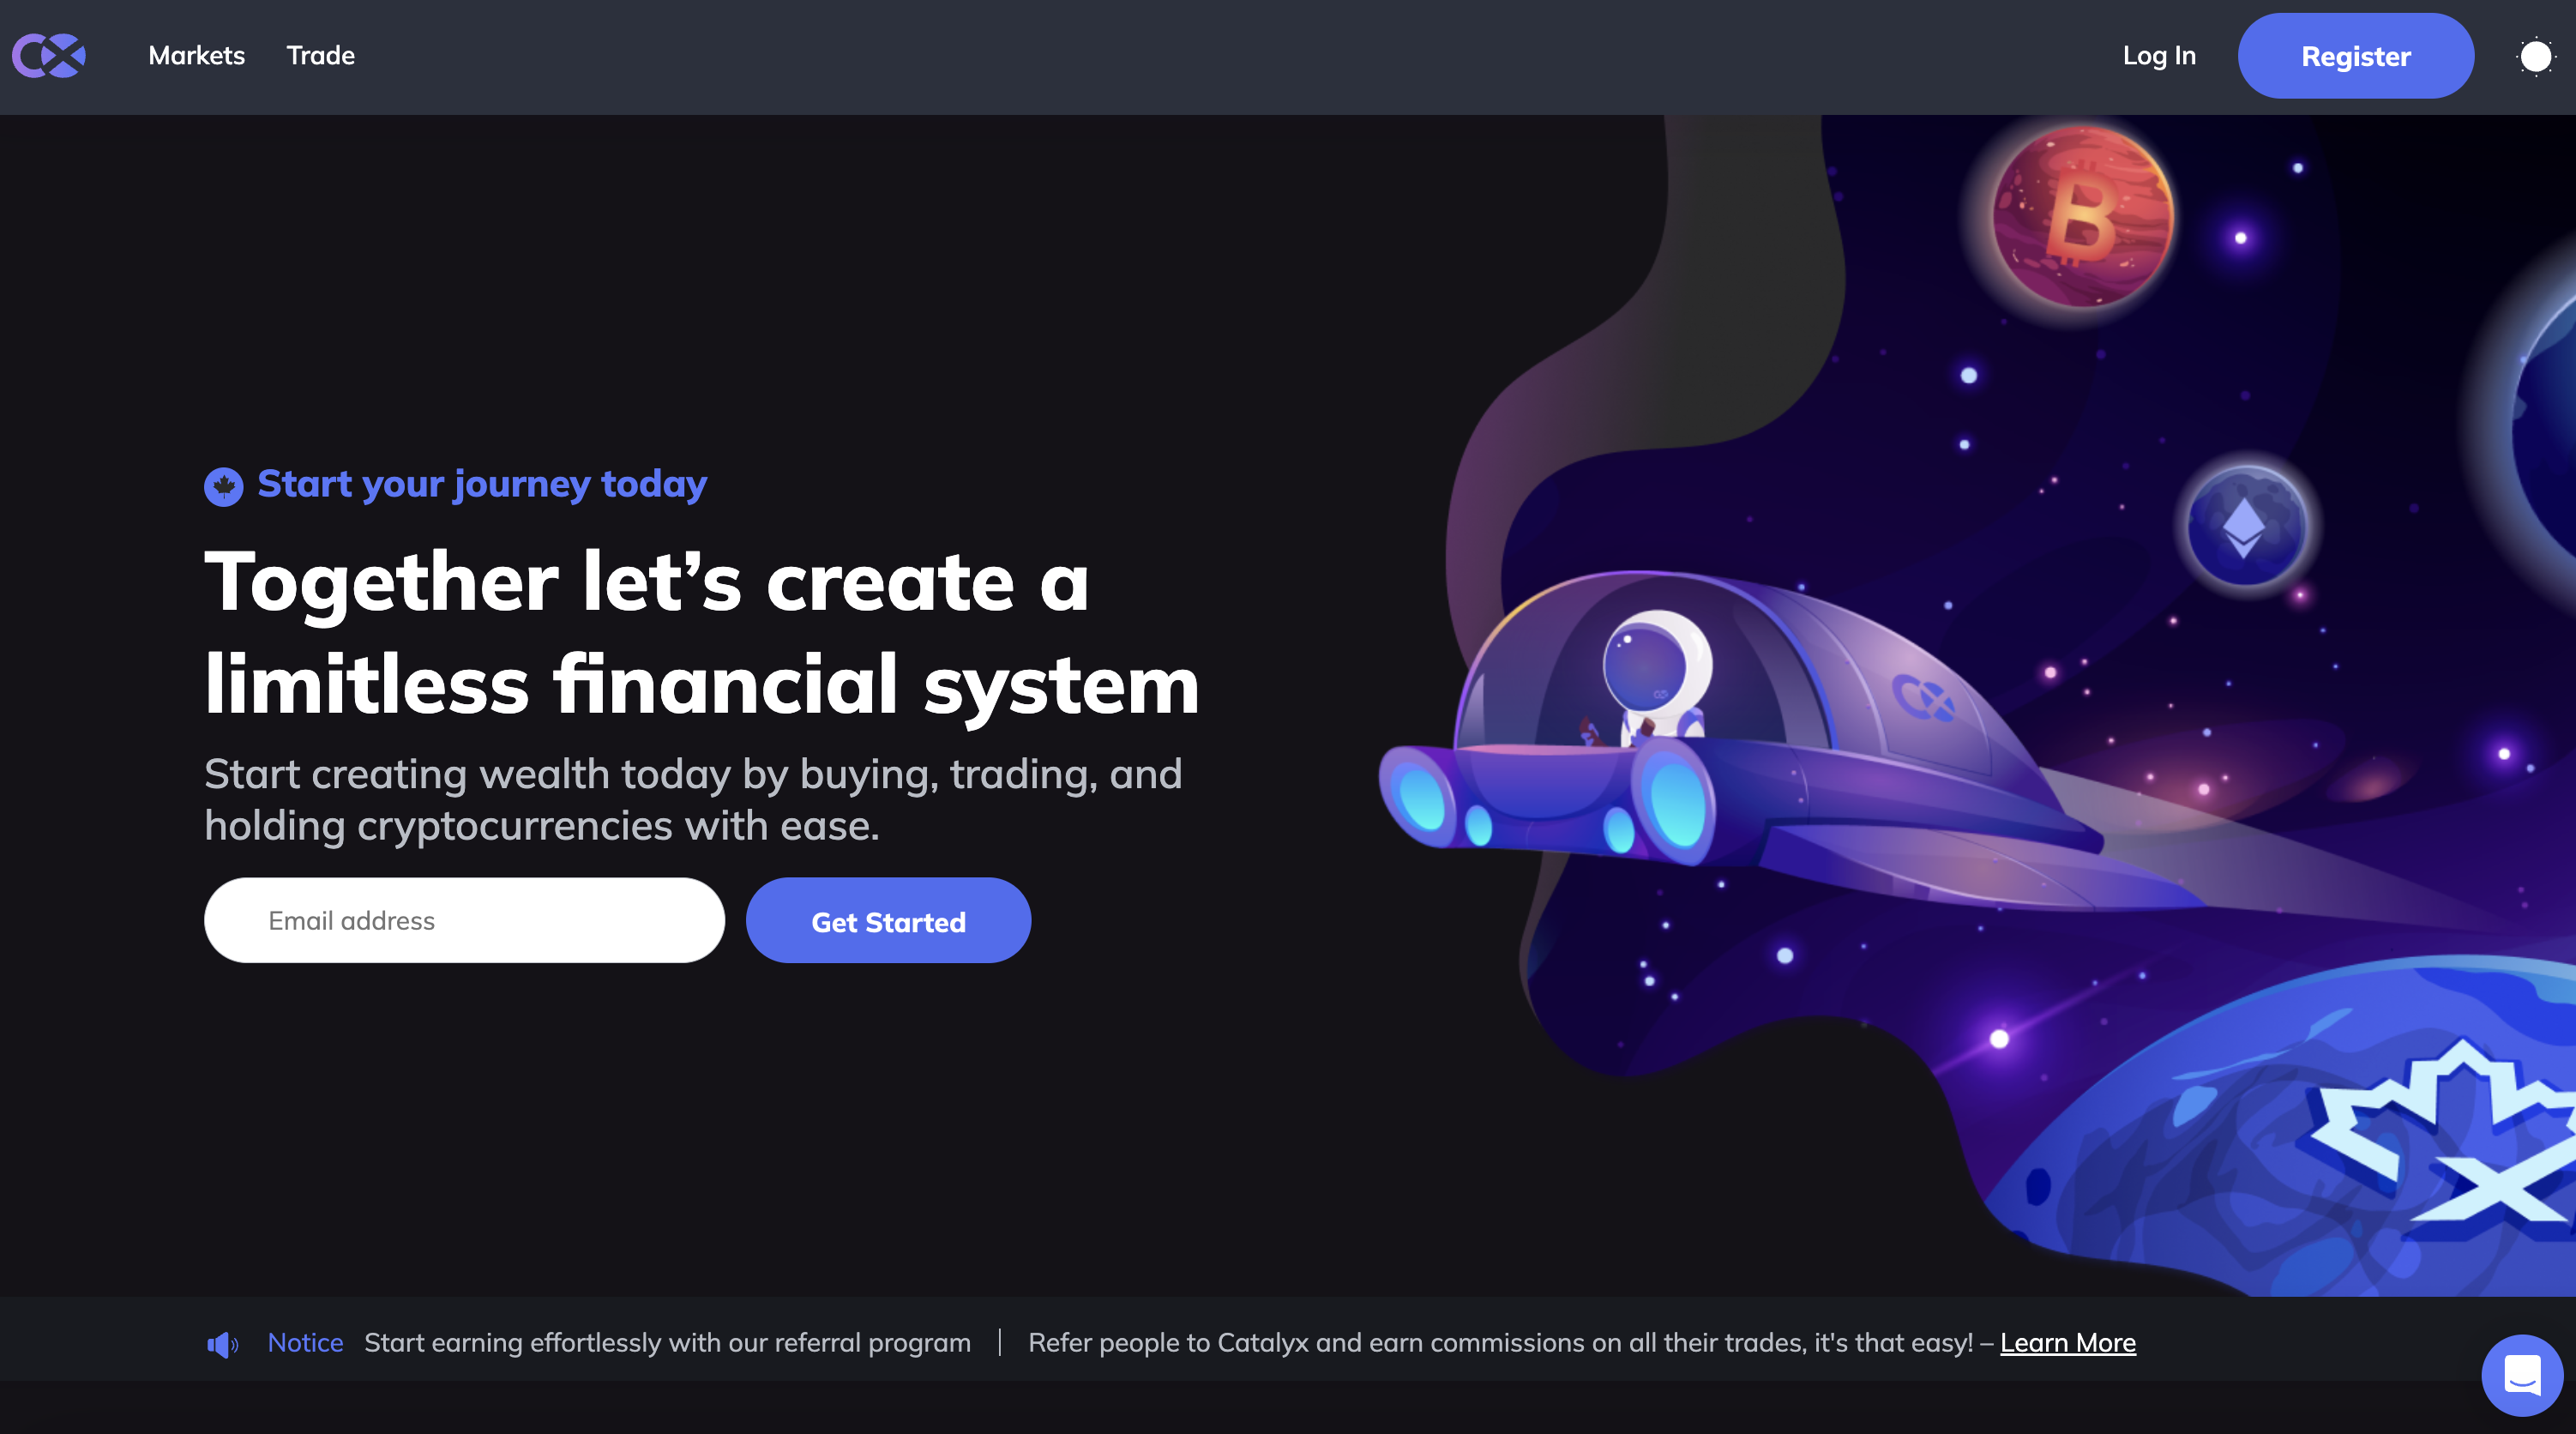 CX
Markets
Trade
Log In
Register
Start your journey today
Together let’s create a
limitless financial system
Start creating wealth today by buying, trading, and
holding cryptocurrencies with ease.
Email address
Get Started
CX
Notice
Start earning effortlessly with our referral program
Refer people to Catalyx and earn commissions on all their trades, it's that easy! – Learn More